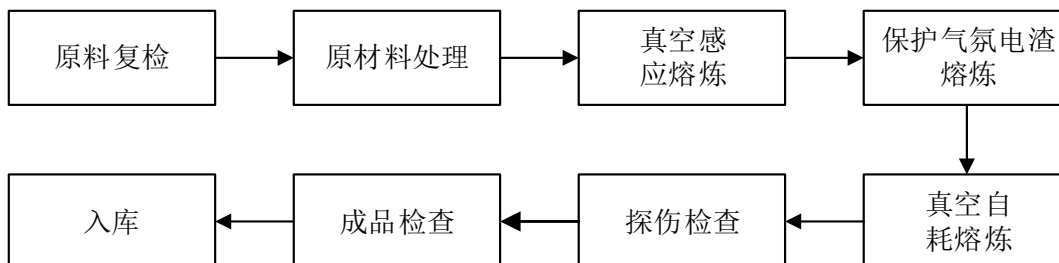 原料复检
原材料处理
真空感
应熔炼
保护气氛电渣
熔炼
真空自
耗熔炼
探伤检查
成品检查
入库